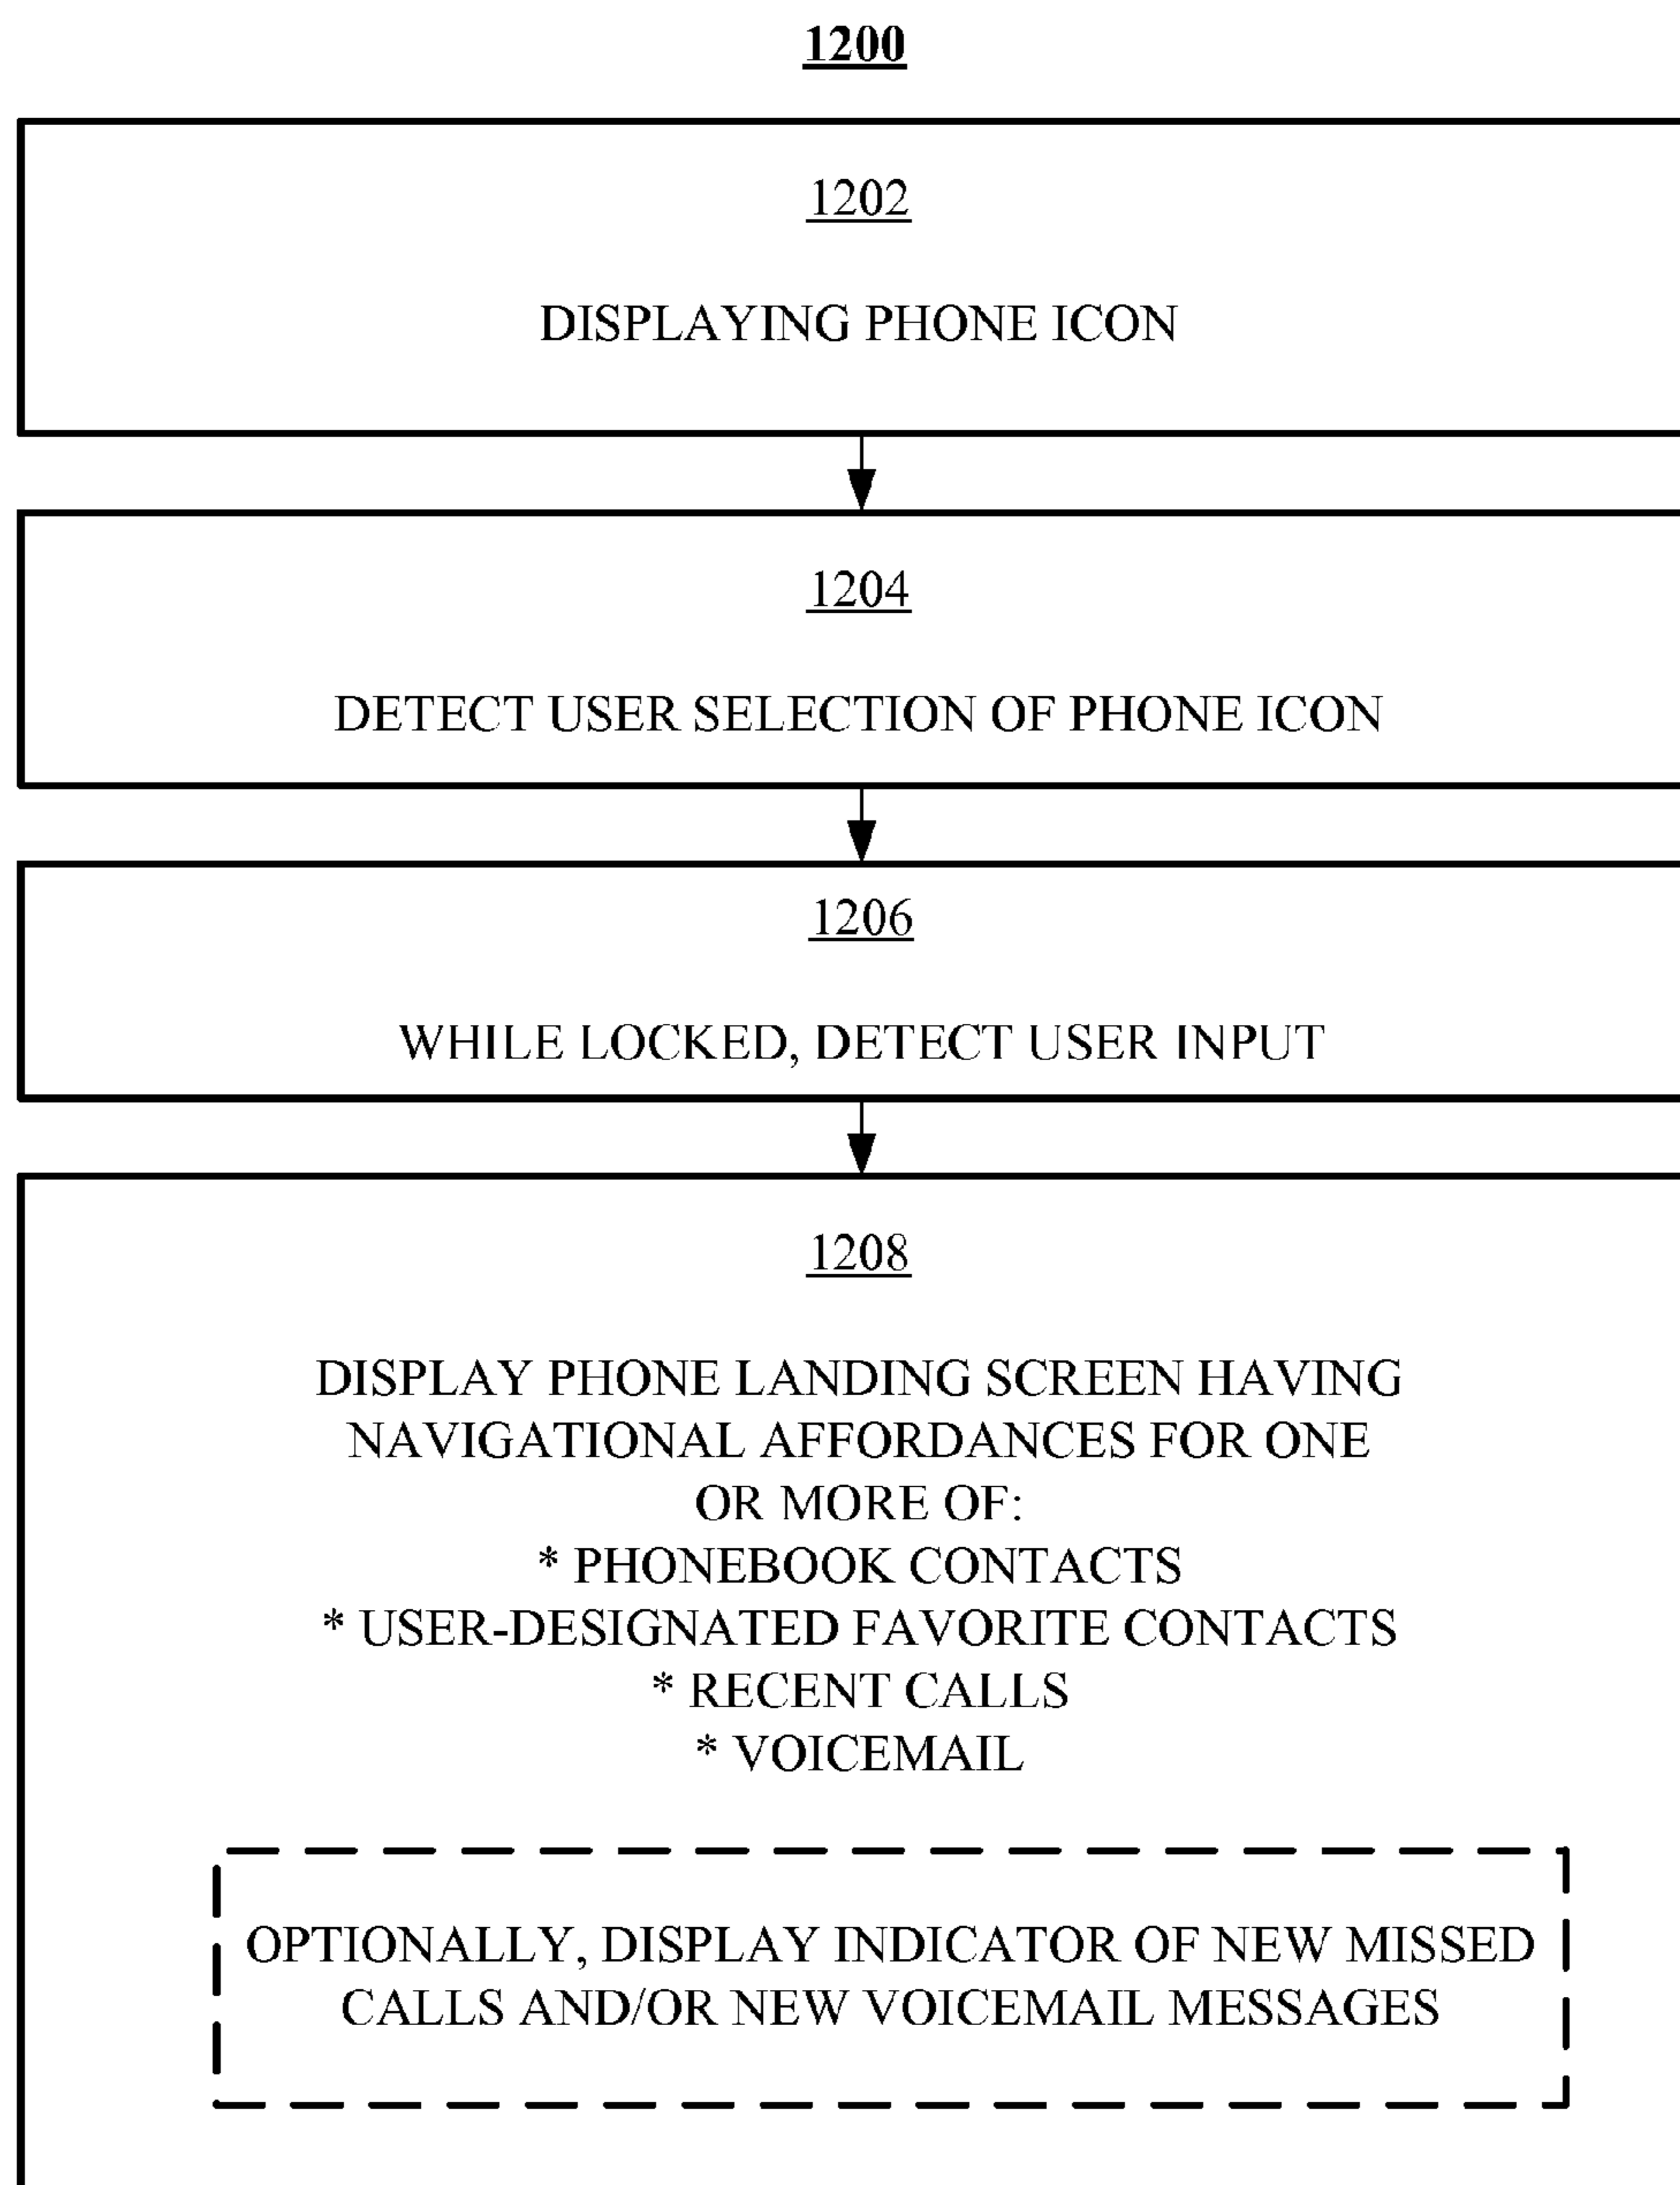 1200
1202
DISPLAYING PHONE ICON
1204
DETECT USER SELECTION OF PHONE ICON
1206
WHILE LOCKED, DETECT USER INPUT
1208
DISPLAY PHONE LANDING SCREEN HAVING
NAVIGATIONAL AFFORDANCES FOR ONE
OR MORE OF:
* PHONEBOOK CONTACTS
* USER-DESIGNATED FAVORITE CONTACTS
* RECENT CALLS
* VOICEMAIL
OPTIONALLY, DISPLAY INDICATOR OF NEW MISSED
CALLS AND/OR NEW VOICEMAIL MESSAGES